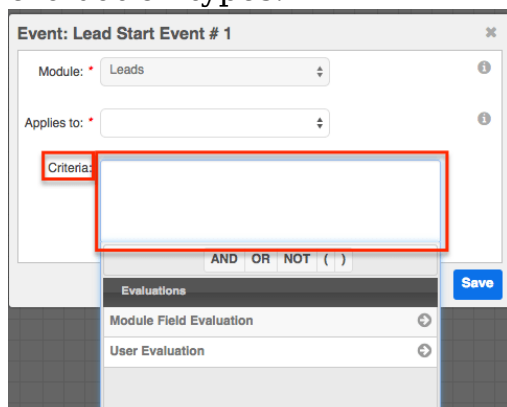 Event: Lead Start Event # 1
Module: * Leads
Applies to: *
Criteria:
AND OR NOT ( )
Save
Evaluations
Module Field Evaluation
User Evaluation